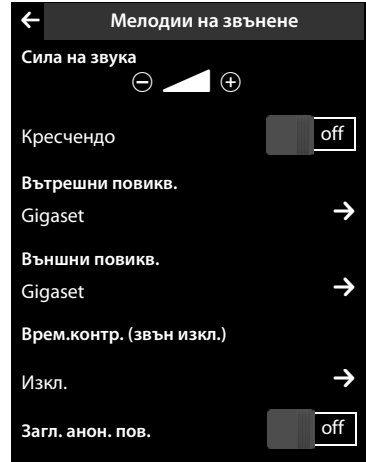 Мелодии на звънене
Сила на звука
Кресчендо off
Вътрешни повикв.
Gigaset
Външни повикв.
Gigaset
Врем.контр. (звън изкл.)
Изкл.
Загл. анон. пов. off